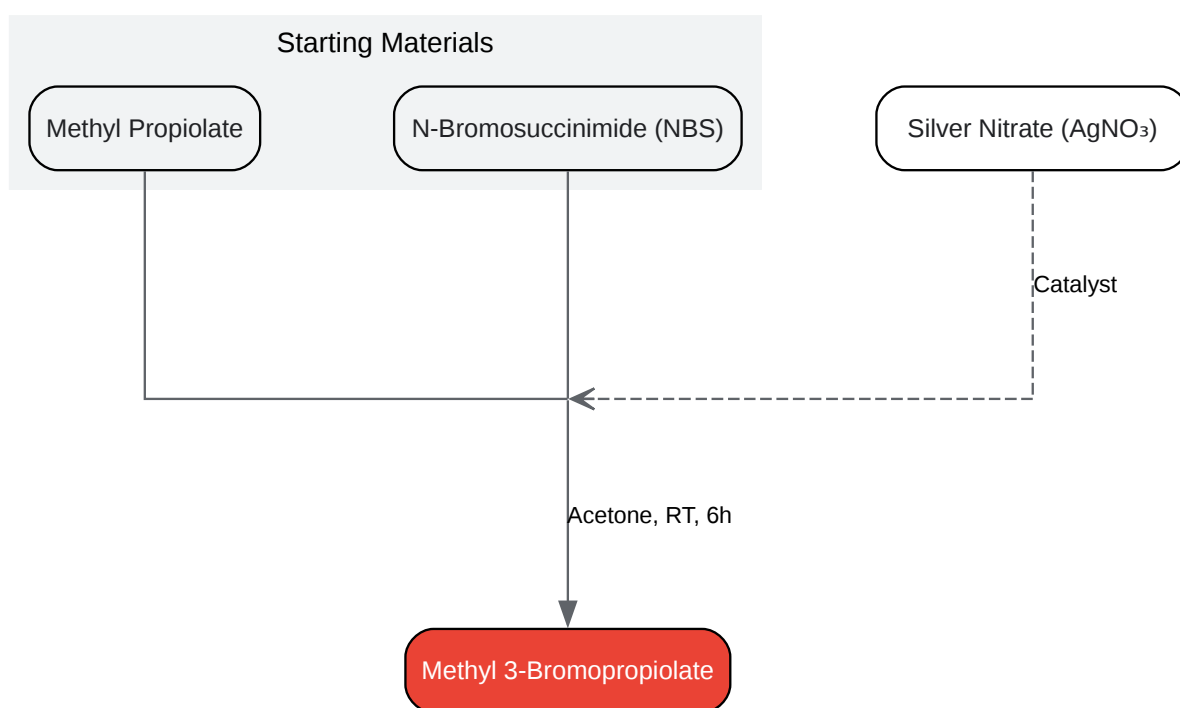 Starting Materials
Methyl Propiolate
N-Bromosuccinimide (NBS)
Silver Nitrate (AgNO₃)
Catalyst
Acetone, RT, 6h
Methyl 3-Bromopropiolate